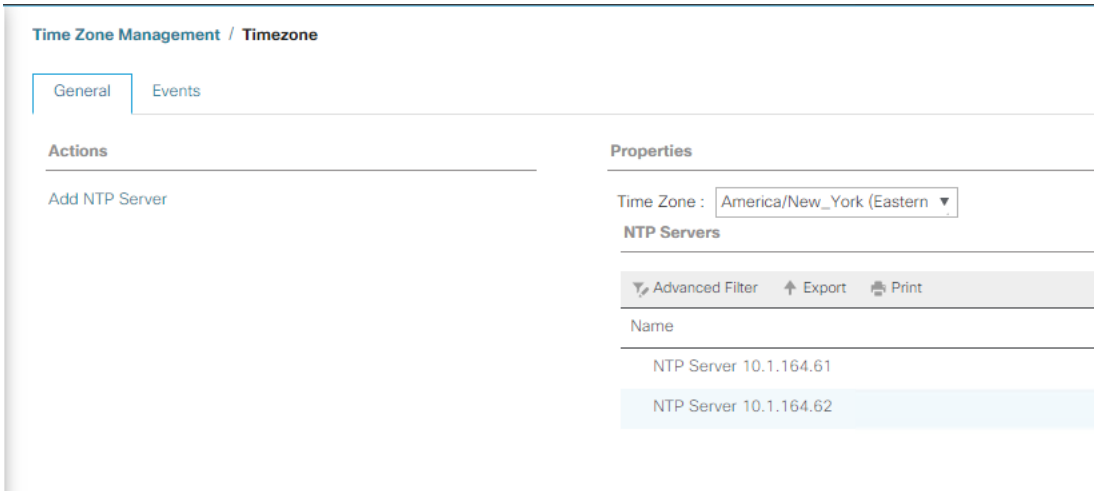 Time Zone Management / Timezone
General Events
Actions
Add NTP Server
Properties
Time Zone : America/New_York (Eastern
NTP Servers
Advanced Filter Export Print
Name
NTP Server 10.1.164.61
NTP Server 10.1.164.62